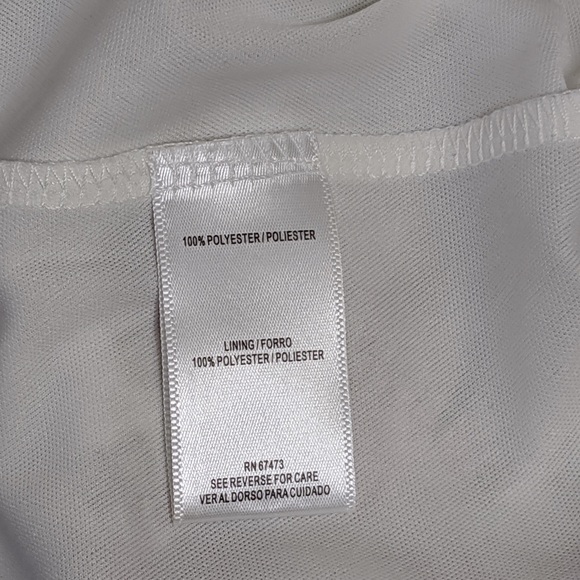 100% POLYESTER / POLIESTER
LINING / FORRO
100% POLYESTER / POLIESTER
RN 67473
SEE REVERSE FOR CARE
VER AL DORSO PARA CUIDADO